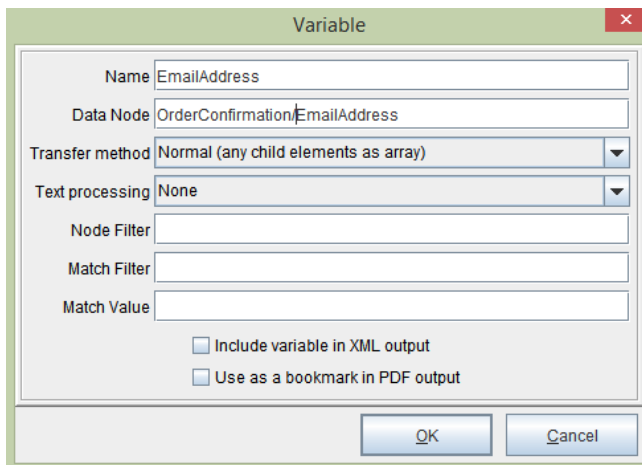 Variable
Name EmailAddress
Data Node OrderConfirmation/EmailAddress
Transfer method Normal (any child elements as array)
Text processing None
Node Filter
Match Filter
Match Value
Include variable in XML output
Use as a bookmark in PDF output
OK Cancel